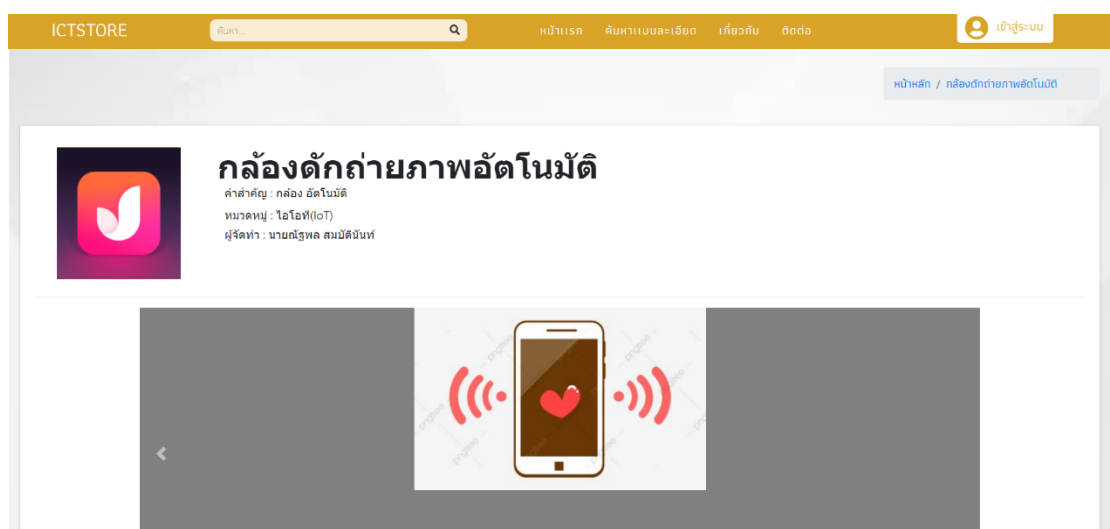 ICTSTORE
ค้นหา...
หน้าแรก ค้นหาแบบละเอียด เกี่ยวกับ ติดต่อ
เข้าสู่ระบบ
หน้าหลัก / กล้องดักถ่ายภาพอัตโนมัติ
กล้องดักถ่ายภาพอัตโนมัติ
คำสำคัญ : กล้อง อัตโนมัติ
หมวดหมู่ : ไอโอที(IoT)
ผู้จัดทำ : นายณัฐพล สมบัตินันท์
pngtree
pngtree
pngtree
pngtree